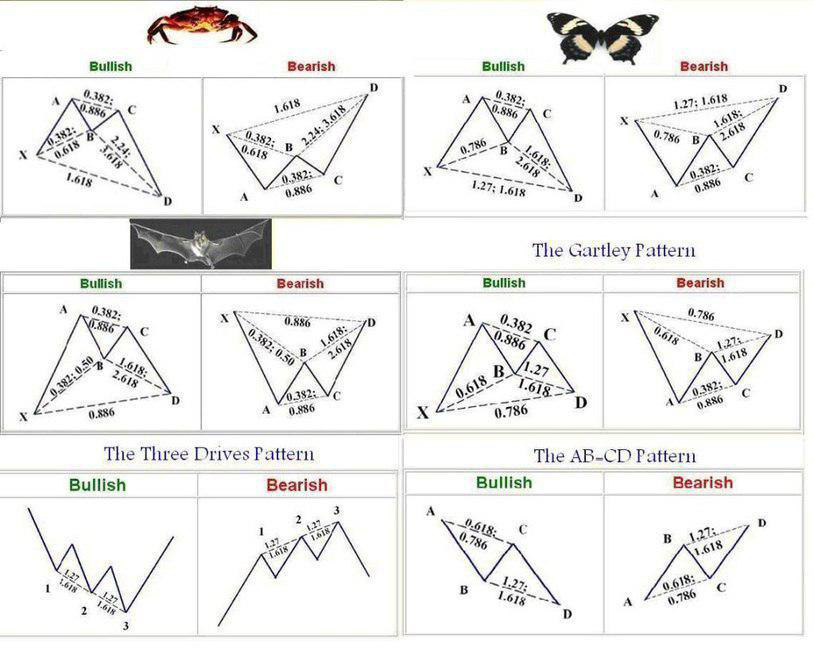 Bullish
Bearish
A
0.382;
0.886
C
0.382;
0.618
B
2.24;
3.618
X
1.618
D
D
1.618
X
0.382;
0.618
B
2.24; 3.618
0.382;
0.886
C
A
Bullish
Bearish
A
0.382;
0.886
C
0.786
B
1.618;
2.618
X
1.27; 1.618
D
D
1.27; 1.618
X
0.786
B
1.618;
2.618
0.382;
0.886
C
A
The Gartley Pattern
Bullish
Bearish
A
0.382;
0.886
C
0.382; 0.50
B
1.618;
2.618
D
X
0.886
X
0.886
D
0.382; 0.50
B
1.618;
2.618
0.382;
0.886
C
A
Bullish
Bearish
A
0.382
0.886
C
B
1.27
1.618
0.618
D
X
0.786
X
0.786
D
0.618
B
1.27;
1.618
0.382;
0.886
C
A
The Three Drives Pattern
The AB=CD Pattern
Bullish
Bearish
1
1.27
1.618
2
1.27
1.618
3
1
1.27
1.618
2
1.27
1.618
3
Bullish
Bearish
A
0.618;
0.786
C
B
1.27;
1.618
D
B
1.27;
1.618
D
0.618;
0.786
C
A